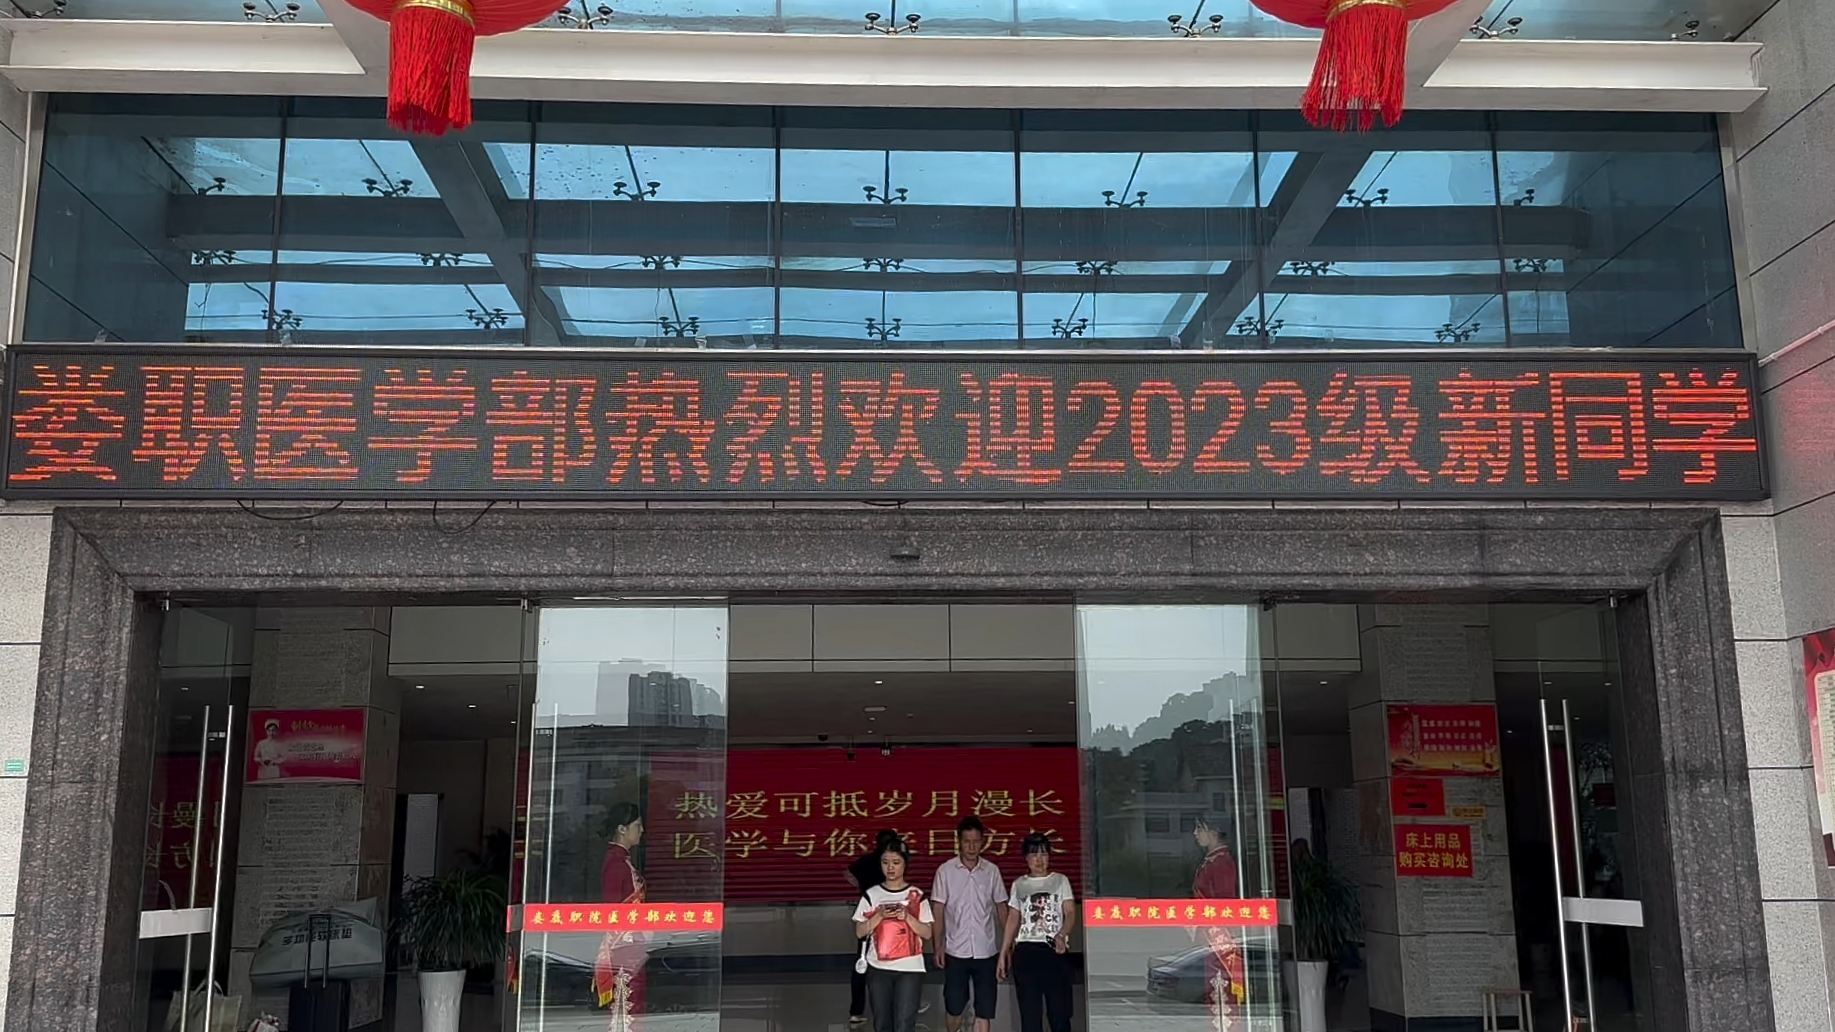 娄职医学部热烈欢迎2023级新同学
热爱可抵岁月漫长
医学与你来日方长
娄底职院医学部欢迎您
娄底职院医学部欢迎您
床上用品
购买咨询处